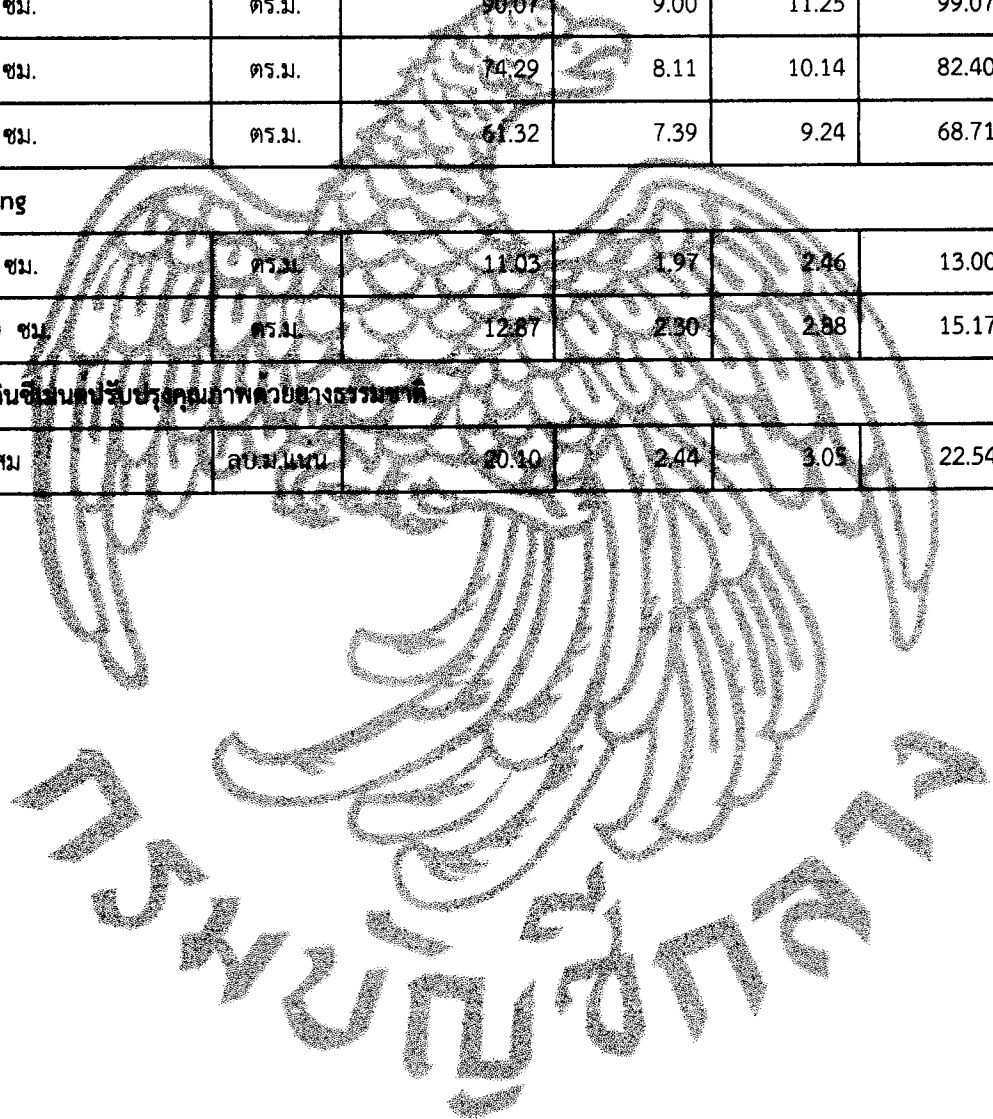 ซม. ตร.ม. 90.07 9.00 11.25 99.07
ซม. ตร.ม. 74.29 8.11 10.14 82.40
ซม. ตร.ม. 61.32 7.39 9.24 68.71
ng
ซม. ตร.ม. 11.03 1.97 2.46 13.00
ซม. ตร.ม. 12.87 2.30 2.88 15.17
ดินซีเมนต์ปรับปรุงคุณภาพด้วยยางธรรมชาติ
สม ลบ.ม.แน่น 20.10 2.44 3.05 22.54
กรมบัญชีกลาง